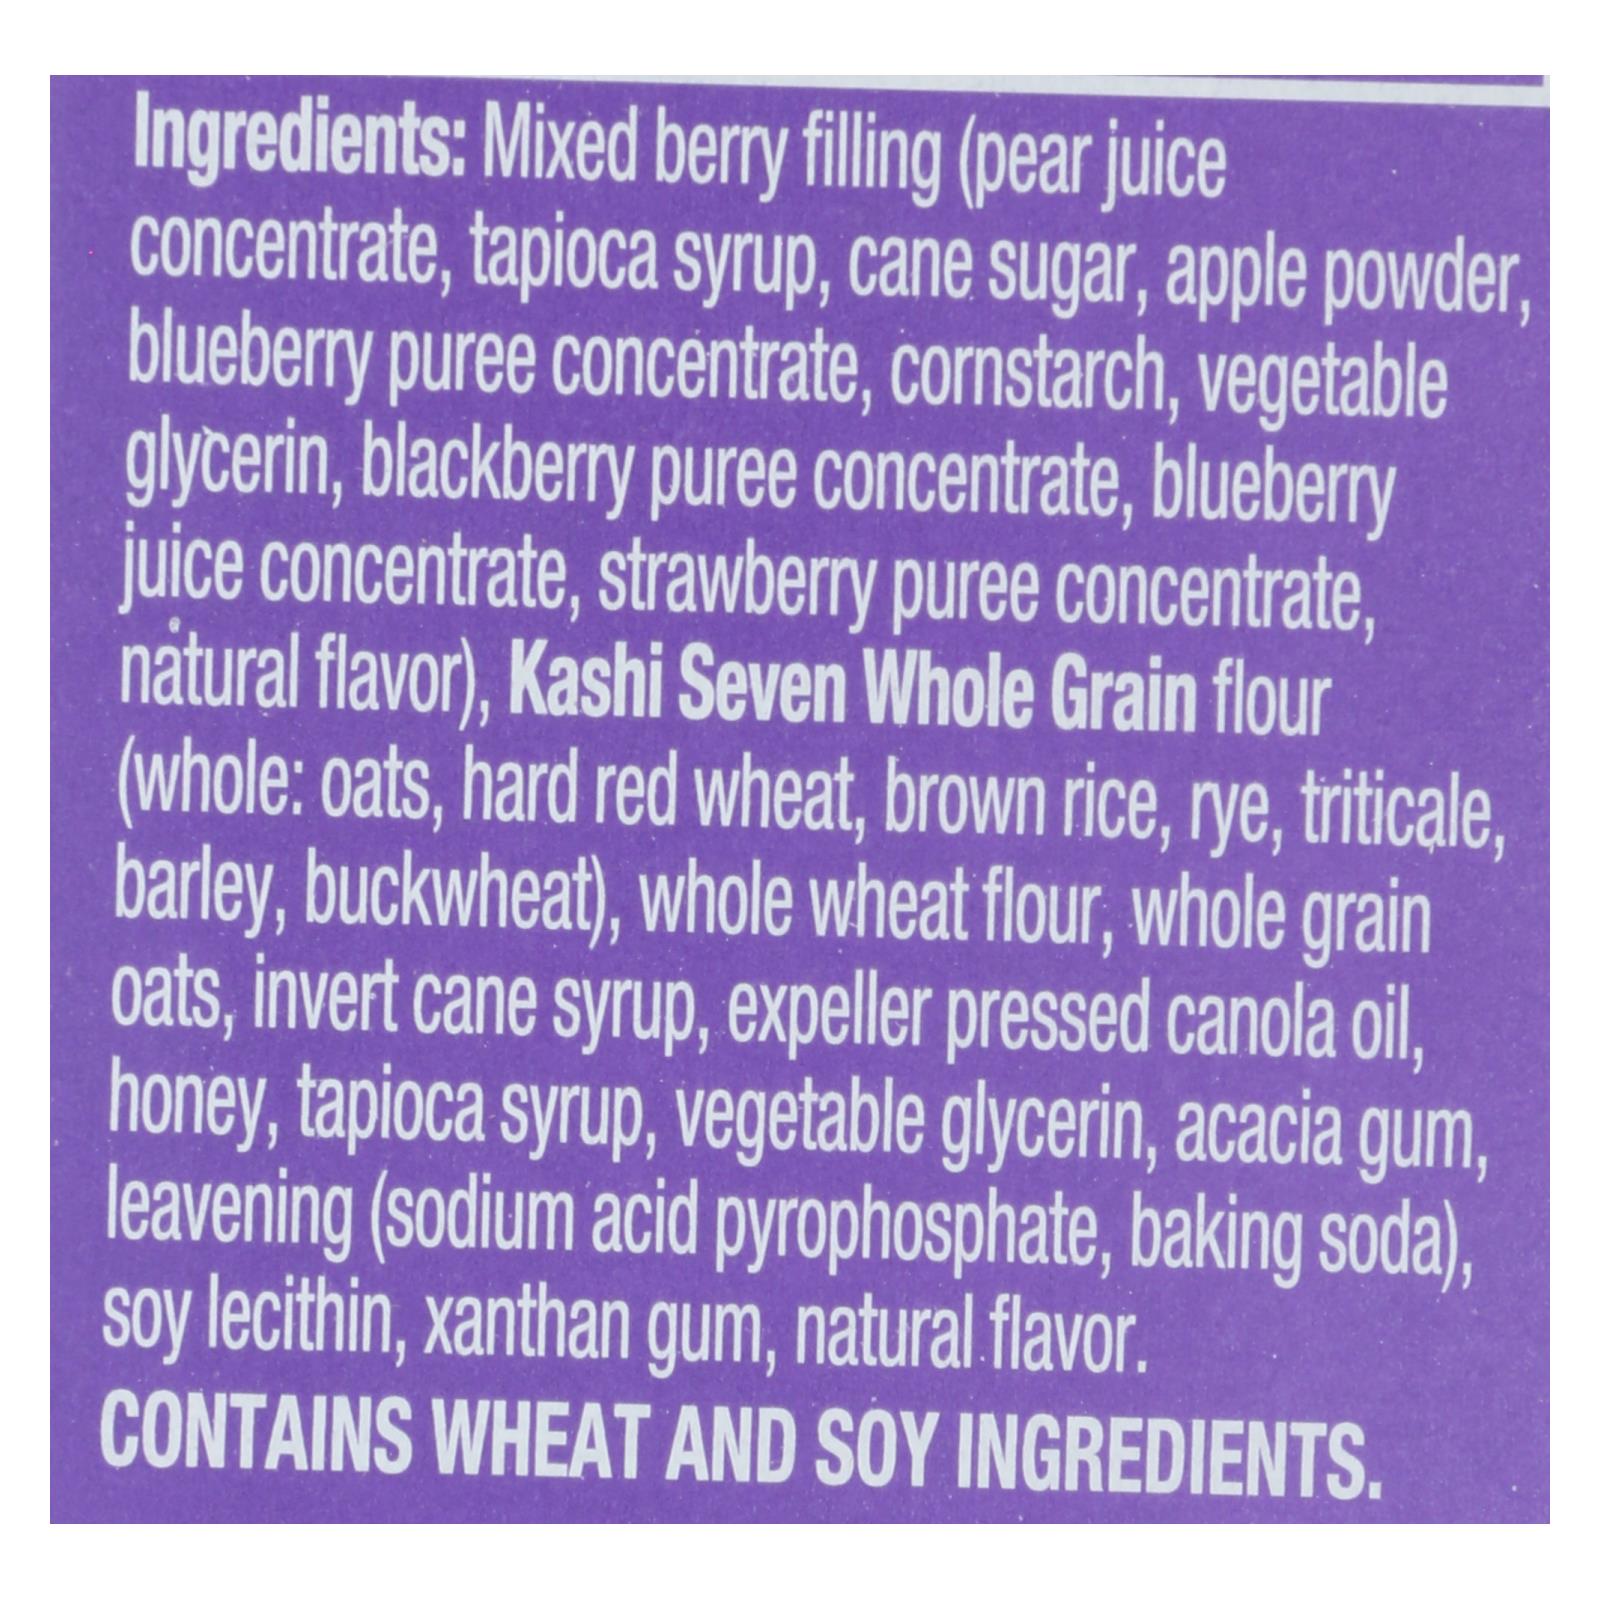 Ingredients: Mixed berry filling (pear juice
concentrate, tapioca syrup, cane sugar, apple powder,
blueberry puree concentrate, cornstarch, vegetable
glycerin, blackberry puree concentrate, blueberry
juice concentrate, strawberry puree concentrate,
natural flavor), Kashi Seven Whole Grain flour
(whole: oats, hard red wheat, brown rice, rye, triticale,
barley, buckwheat), whole wheat flour, whole grain
oats, invert cane syrup, expeller pressed canola oil,
honey, tapioca syrup, vegetable glycerin, acacia gum,
leavening (sodium acid pyrophosphate, baking soda),
soy lecithin, xanthan gum, natural flavor.
CONTAINS WHEAT AND SOY INGREDIENTS.